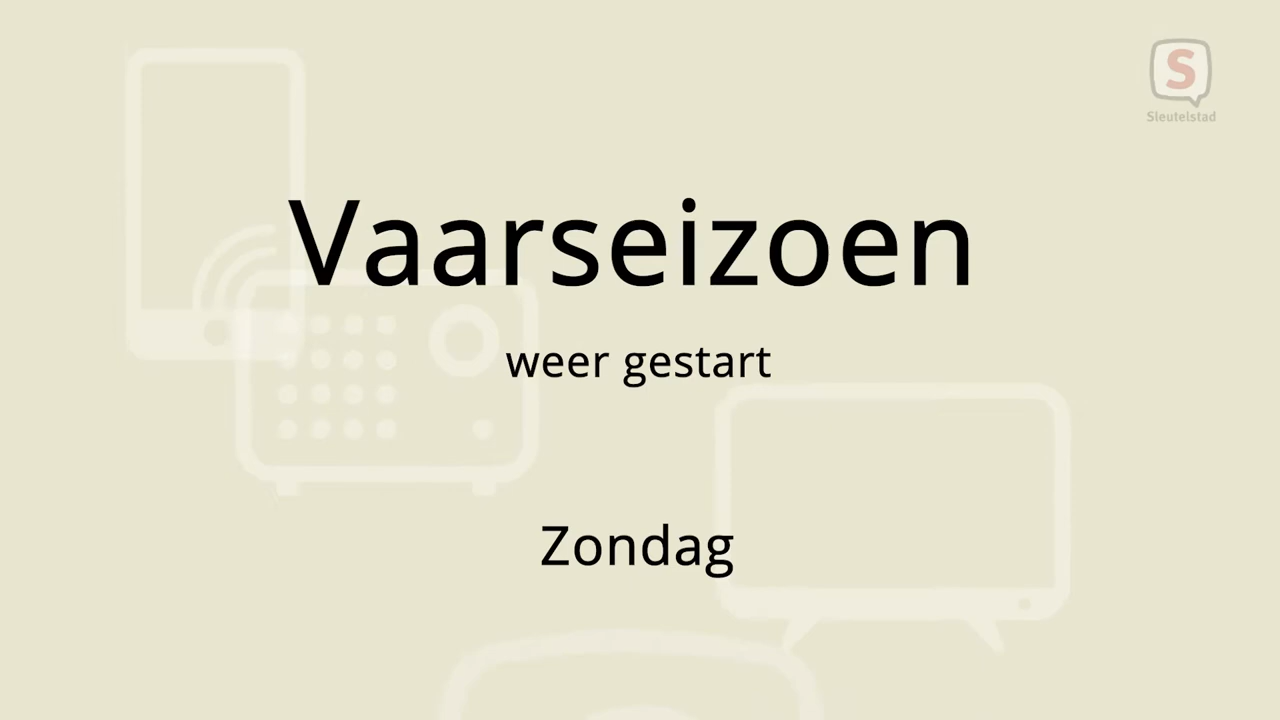 S
Sleutelstad
Vaarseizoen
weer gestart
Zondag